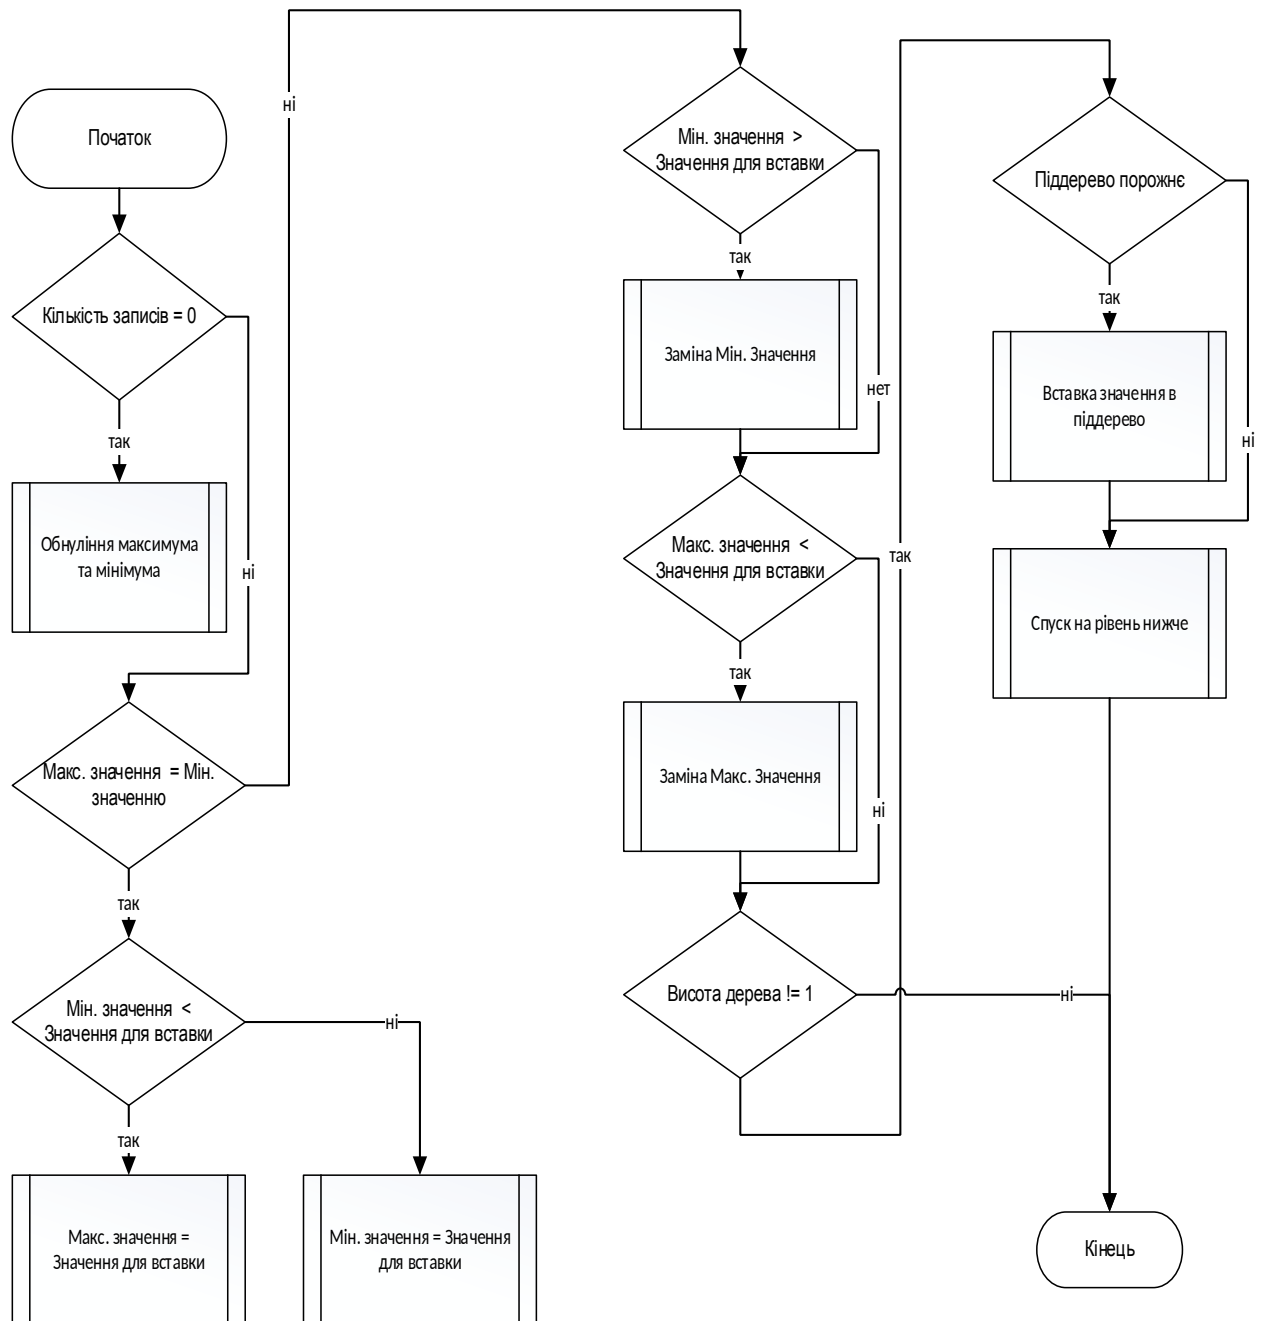 Початок
Кількість записів = 0
так
ні
Обнуління максимума
та мінімума
Макс. значення = Мін.
значенню
ні
так
Мін. значення <
Значення для вставки
ні
так
Макс. значення =
Значення для вставки
Мін. значення = Значення
для вставки
Мін. значення >
Значення для вставки
так
нет
Заміна Мін. Значення
Макс. значення <
Значення для вставки
так
ні
Заміна Макс. Значення
Висота дерева != 1
ні
так
Піддерево порожнє
так
ні
Вставка значення в
піддерево
Спуск на рівень нижче
Кінець